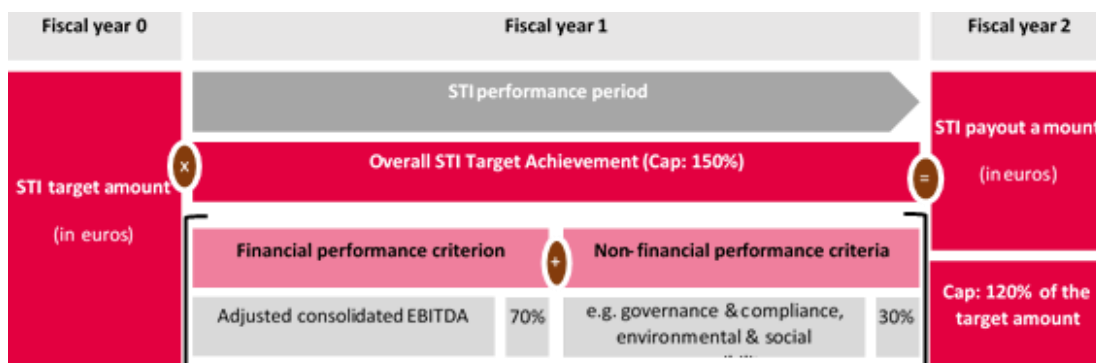 Fiscal year 0
Fiscal year 1
Fiscal year 2
STI performance period
Overall STI Target Achievement (Cap: 150%)
STI target amount
(in euros)
x
=
STI payout amount
(in euros)
Financial performance criterion
+
Non-financial performance criteria
Adjusted consolidated EBITDA
70%
e.g. governance & compliance,
environmental & social
30%
Cap: 120% of the
target amount